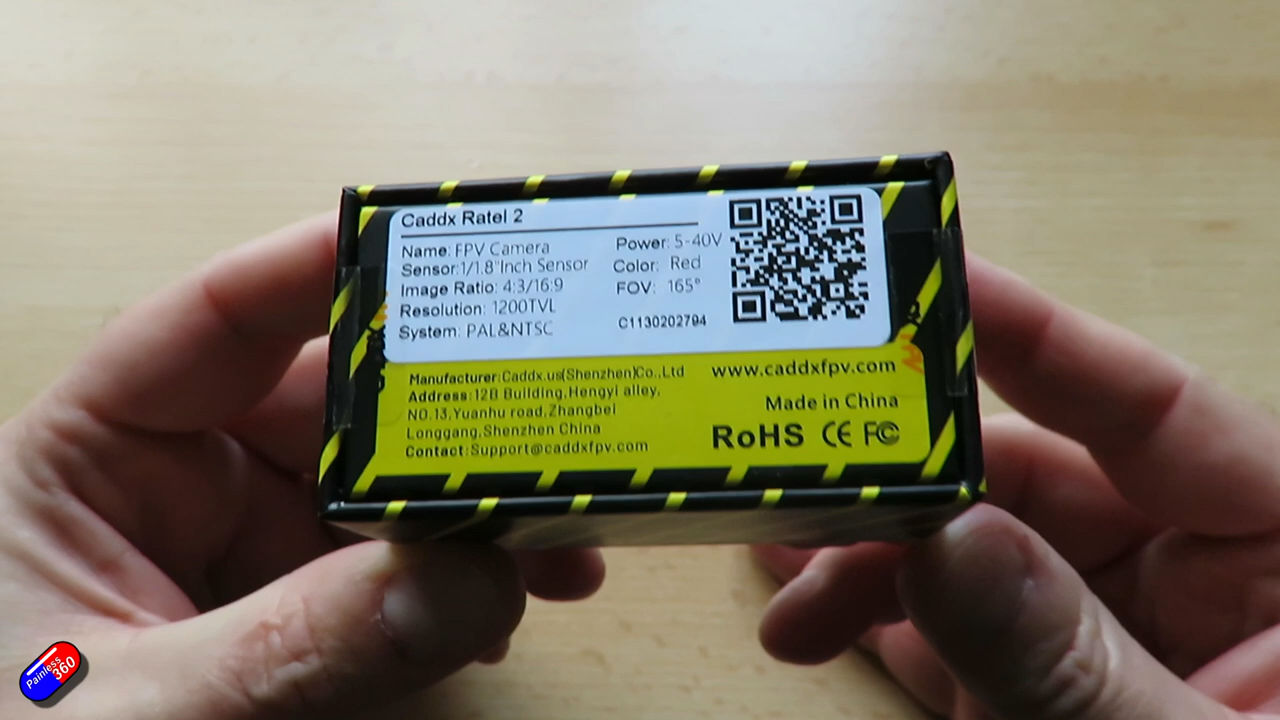 Caddx Ratel 2
Name: FPV Camera
Sensor:1/1.8"Inch Sensor
Image Ratio: 4:3/16:9
Resolution: 1200TVL
System: PAL&NTSC
Power: 5-40V
Color: Red
FOV: 165°
C1130202794
Manufacturer:Caddx.us(Shenzhen)Co.,Ltd
Address:12B Building,Hengyi alley,
NO.13,Yuanhu road,Zhangbei
Longgang,Shenzhen China
Contact:Support@caddxfpv.com
www.caddxfpv.com
Made in China
RoHS CE FC
Painless
360